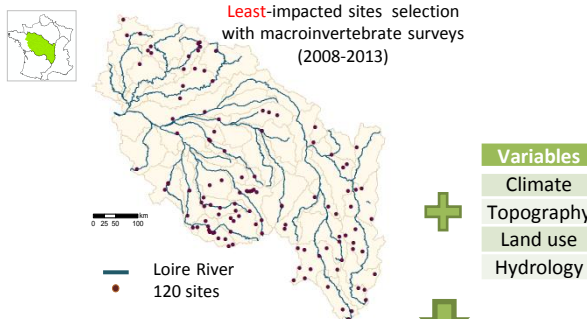 Least-impacted sites selection
with macroinvertebrate surveys
(2008-2013)
Variables
Climate
Topography
Land use
Hydrology
0 25 50 100
km
Loire River
120 sites